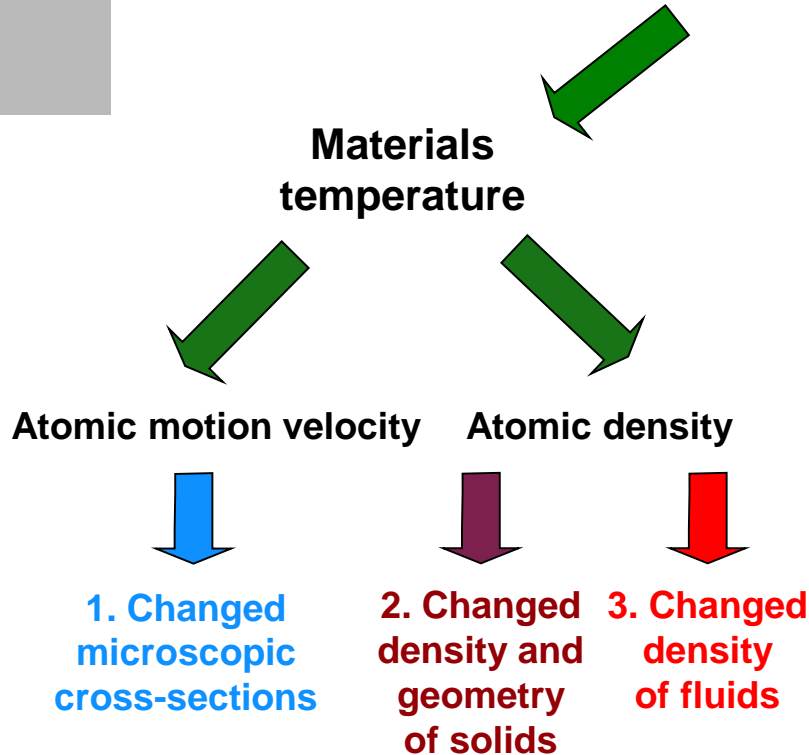 Materials
temperature
Atomic motion velocity
Atomic density
1. Changed
microscopic
cross-sections
2. Changed
density and
geometry
of solids
3. Changed
density
of fluids